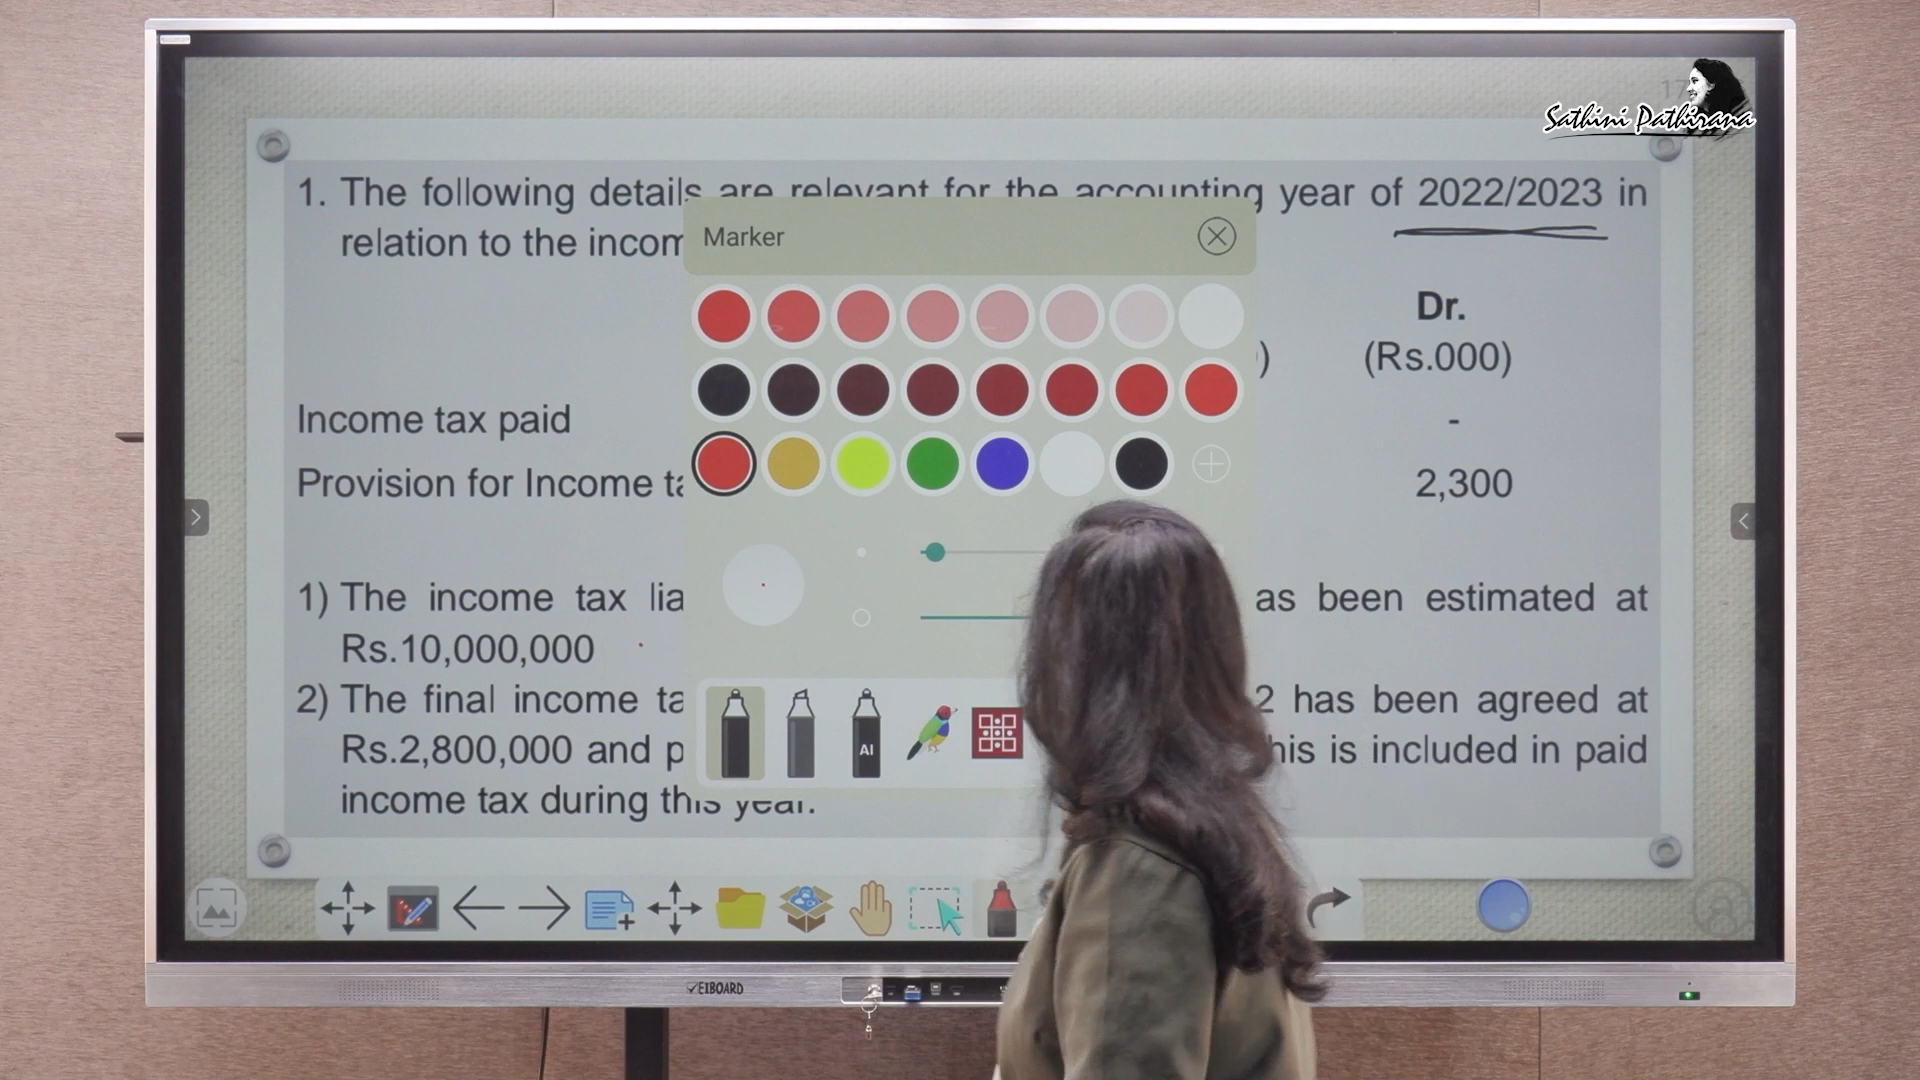 Sathini Pathirana
1. The following details are relevant for the accounting year of 2022/2023 in
relation to the incom
Marker
Dr.
) (Rs.000)
Income tax paid -
Provision for Income ta 2,300
1) The income tax lia as been estimated at
Rs.10,000,000
2) The final income ta 2 has been agreed at
Rs.2,800,000 and p his is included in paid
income tax during this year.
AI
EIBOARD